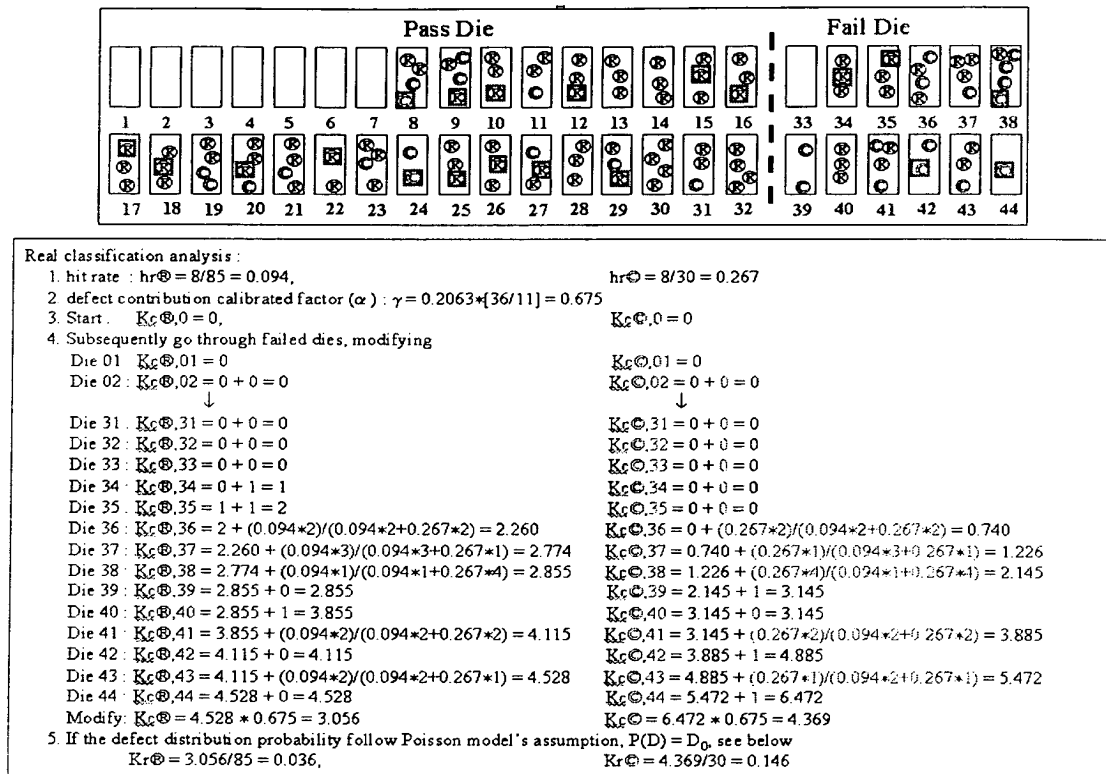 Pass Die Fail Die
1 2 3 4 5 6 7 8 9 10 11 12 13 14 15 16 33 34 35 36 37 38
17 18 19 20 21 22 23 24 25 26 27 28 29 30 31 32 39 40 41 42 43 44
Real classification analysis :
1. hit rate : hr® = 8/85 = 0.094, hr© = 8/30 = 0.267
2. defect contribution calibrated factor (α) : γ = 0.2063*[36/11] = 0.675
3. Start . Kc®,0 = 0, Kc©,0 = 0
4. Subsequently go through failed dies, modifying
Die 01 Kc®,01 = 0 Kc©,01 = 0
Die 02 : Kc®,02 = 0 + 0 = 0 Kc©,02 = 0 + 0 = 0
↓ ↓
Die 31 . Kc®,31 = 0 + 0 = 0 Kc©,31 = 0 + 0 = 0
Die 32 : Kc®,32 = 0 + 0 = 0 Kc©,32 = 0 + 0 = 0
Die 33 : Kc®,33 = 0 + 0 = 0 Kc©,33 = 0 + 0 = 0
Die 34 · Kc®,34 = 0 + 1 = 1 Kc©,34 = 0 + 0 = 0
Die 35 . Kc®,35 = 1 + 1 = 2 Kc©,35 = 0 + 0 = 0
Die 36 : Kc®,36 = 2 + (0.094*2)/(0.094*2+0.267*2) = 2.260 Kc©,36 = 0 + (0.267*2)/(0.094*2+0.267*2) = 0.740
Die 37 : Kc®,37 = 2.260 + (0.094*3)/(0.094*3+0.267*1) = 2.774 Kc©,37 = 0.740 + (0.267*1)/(0.094*3+0.267*1) = 1.226
Die 38 : Kc®,38 = 2.774 + (0.094*1)/(0.094*1+0.267*4) = 2.855 Kc©,38 = 1.226 + (0.267*4)/(0.094*1+0.267*4) = 2.145
Die 39 : Kc®,39 = 2.855 + 0 = 2.855 Kc©,39 = 2.145 + 1 = 3.145
Die 40 : Kc®,40 = 2.855 + 1 = 3.855 Kc©,40 = 3.145 + 0 = 3.145
Die 41 · Kc®,41 = 3.855 + (0.094*2)/(0.094*2+0.267*2) = 4.115 Kc©,41 = 3.145 + (0.267*2)/(0.094*2+0.267*2) = 3.885
Die 42 : Kc®,42 = 4.115 + 0 = 4.115 Kc©,42 = 3.885 + 1 = 4.885
Die 43 : Kc®,43 = 4.115 + (0.094*2)/(0.094*2+0.267*1) = 4.528 Kc©,43 = 4.885 + (0.267*1)/(0.094*2+0.267*1) = 5.472
Die 44 : Kc®,44 = 4.528 + 0 = 4.528 Kc©,44 = 5.472 + 1 = 6.472
Modify: Kc® = 4.528 * 0.675 = 3.056 Kc© = 6.472 * 0.675 = 4.369
5. If the defect distribution probability follow Poisson model's assumption, P(D) = D₀, see below
Kr® = 3.056/85 = 0.036, Kr© = 4.369/30 = 0.146